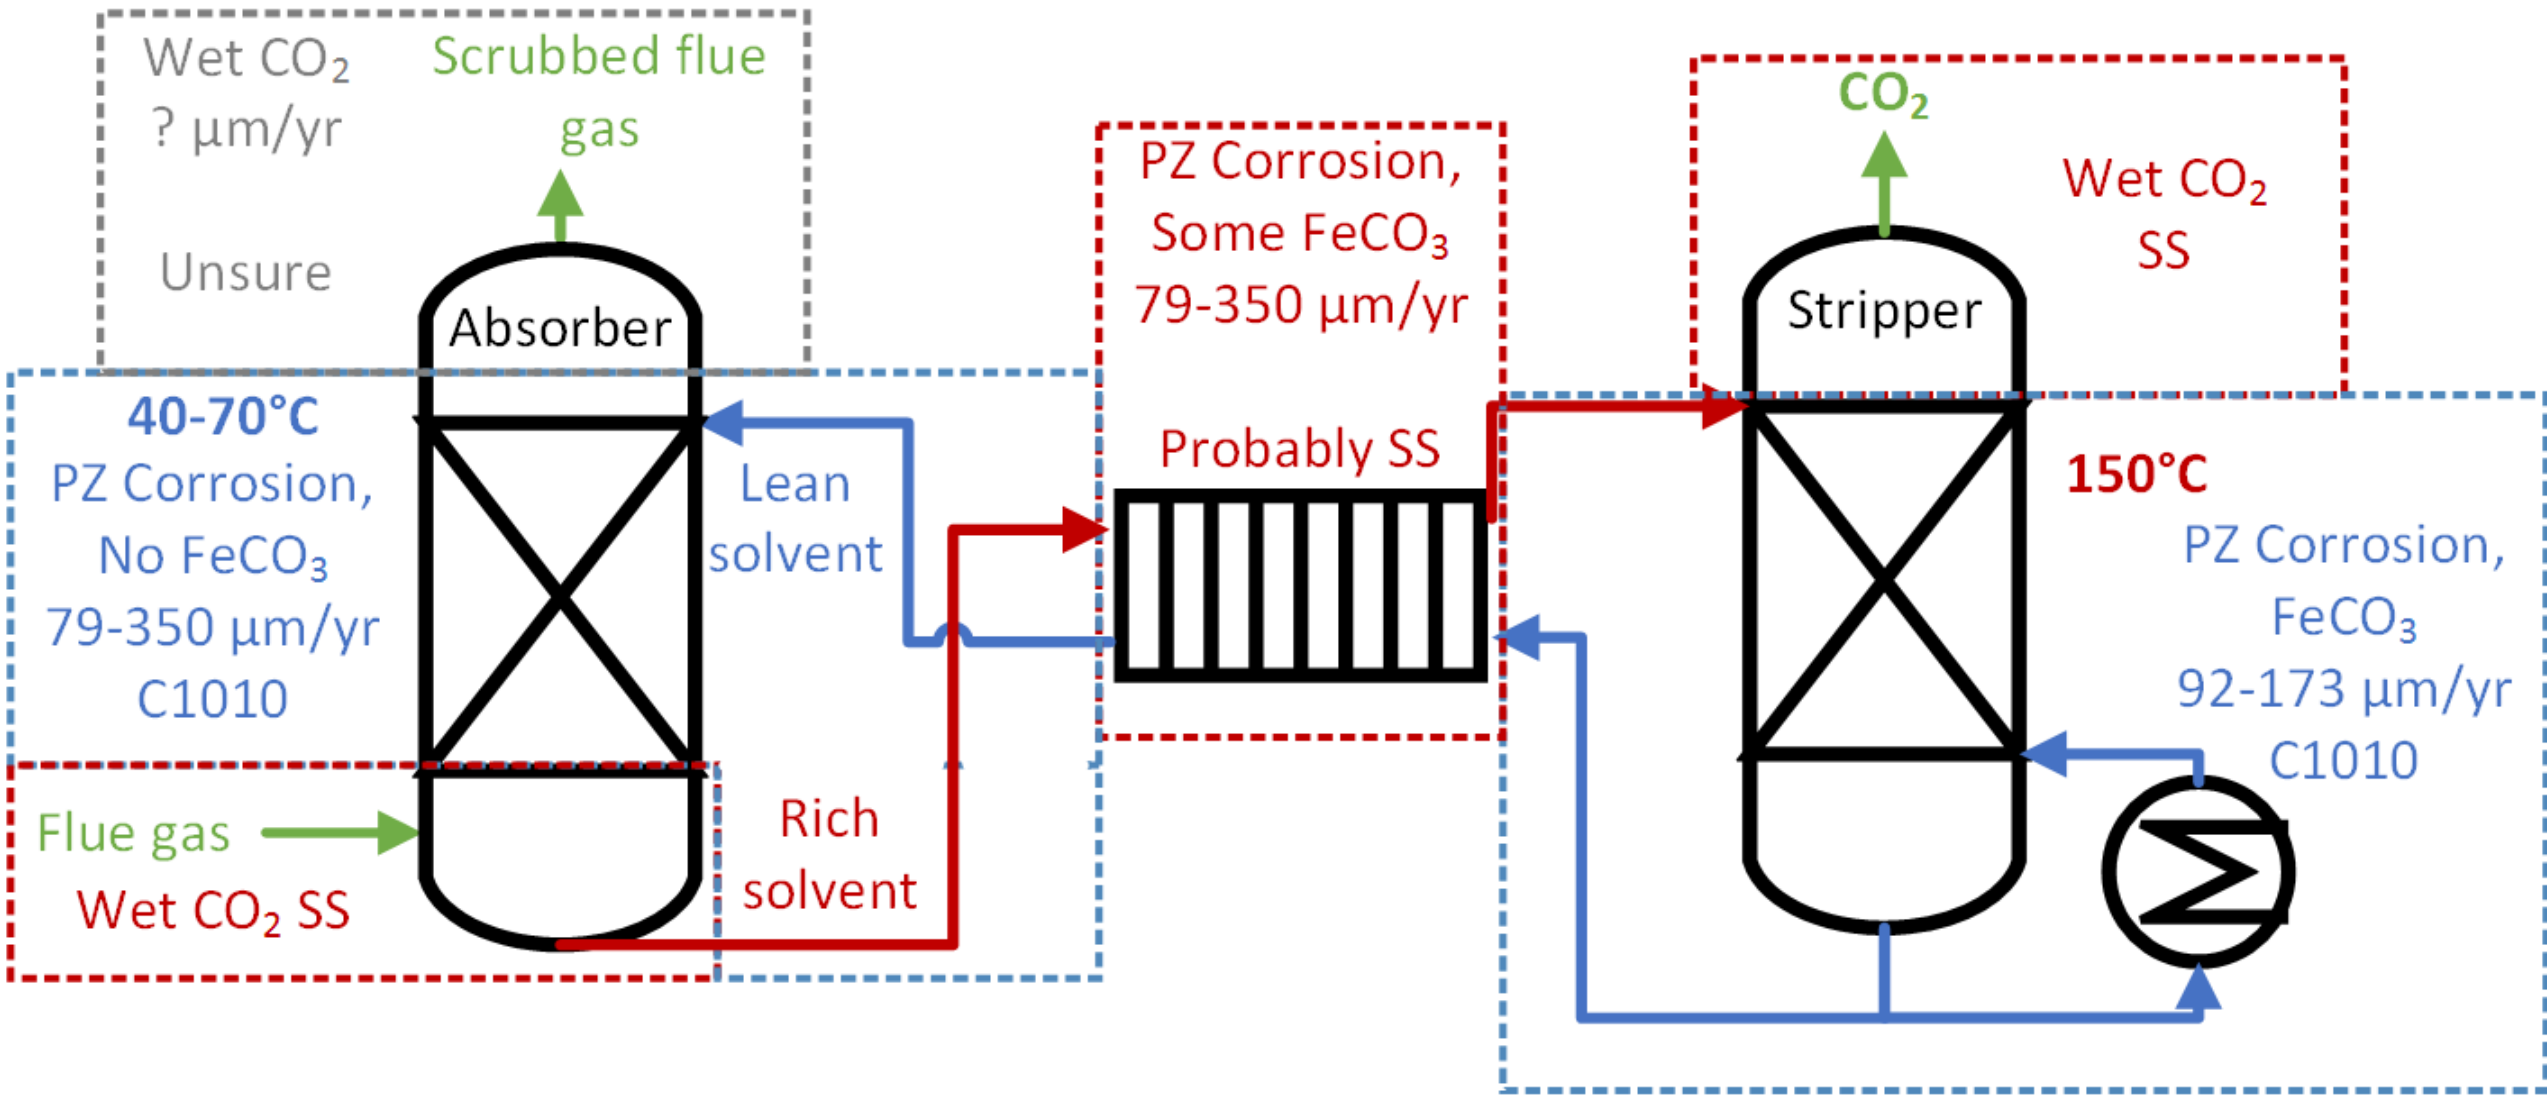 Wet CO₂
? µm/yr
Unsure
Scrubbed flue
gas
Absorber
40-70°C
PZ Corrosion,
No FeCO₃
79-350 µm/yr
C1010
Flue gas
Wet CO₂ SS
Lean
solvent
Rich
solvent
PZ Corrosion,
Some FeCO₃
79-350 µm/yr
Probably SS
CO₂
Wet CO₂
SS
Stripper
150°C
PZ Corrosion,
FeCO₃
92-173 µm/yr
C1010